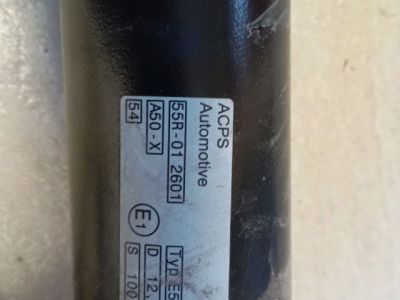 ACPS
Automotive
55R-01 2601
A50-X
54
E1
Typ E5
D 12,
S 100